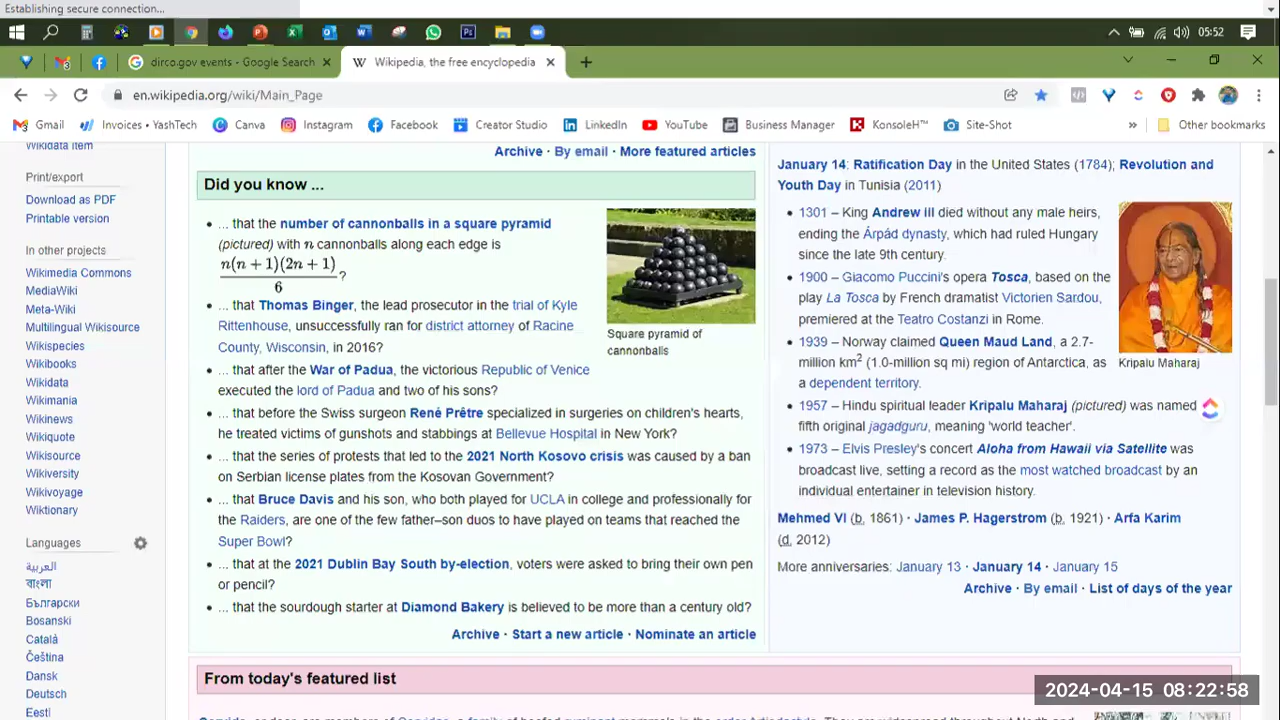 Establishing secure connection...
05:52
dirco.gov events - Google Search
Wikipedia, the free encyclopedia
en.wikipedia.org/wiki/Main_Page
Gmail
Invoices • YashTech
Canva
Instagram
Facebook
Creator Studio
LinkedIn
YouTube
Business Manager
KonsoleH™
Site-Shot
»
Other bookmarks
Wikidata item
Print/export
Download as PDF
Printable version
In other projects
Wikimedia Commons
MediaWiki
Meta-Wiki
Multilingual Wikisource
Wikispecies
Wikibooks
Wikidata
Wikimania
Wikinews
Wikiquote
Wikisource
Wikiversity
Wikivoyage
Wiktionary
Languages
العربية
বাংলা
Български
Bosanski
Català
Čeština
Dansk
Deutsch
Eesti
Archive · By email · More featured articles
Did you know ...
... that the number of cannonballs in a square pyramid
(pictured) with n cannonballs along each edge is
n(n + 1)(2n + 1)
6
?
... that Thomas Binger, the lead prosecutor in the trial of Kyle
Rittenhouse, unsuccessfully ran for district attorney of Racine
County, Wisconsin, in 2016?
... that after the War of Padua, the victorious Republic of Venice
executed the lord of Padua and two of his sons?
... that before the Swiss surgeon René Prêtre specialized in surgeries on children's hearts,
he treated victims of gunshots and stabbings at Bellevue Hospital in New York?
... that the series of protests that led to the 2021 North Kosovo crisis was caused by a ban
on Serbian license plates from the Kosovan Government?
... that Bruce Davis and his son, who both played for UCLA in college and professionally for
the Raiders, are one of the few father–son duos to have played on teams that reached the
Super Bowl?
... that at the 2021 Dublin Bay South by-election, voters were asked to bring their own pen
or pencil?
... that the sourdough starter at Diamond Bakery is believed to be more than a century old?
Square pyramid of
cannonballs
Archive · Start a new article · Nominate an article
January 14: Ratification Day in the United States (1784); Revolution and
Youth Day in Tunisia (2011)
1301 – King Andrew III died without any male heirs,
ending the Árpád dynasty, which had ruled Hungary
since the late 9th century.
1900 – Giacomo Puccini's opera Tosca, based on the
play La Tosca by French dramatist Victorien Sardou,
premiered at the Teatro Costanzi in Rome.
1939 – Norway claimed Queen Maud Land, a 2.7-
million km2 (1.0-million sq mi) region of Antarctica, as
a dependent territory.
1957 – Hindu spiritual leader Kripalu Maharaj (pictured) was named
fifth original jagadguru, meaning 'world teacher'.
1973 – Elvis Presley's concert Aloha from Hawaii via Satellite was
broadcast live, setting a record as the most watched broadcast by an
individual entertainer in television history.
Kripalu Maharaj
Mehmed VI (b. 1861) · James P. Hagerstrom (b. 1921) · Arfa Karim
(d. 2012)
More anniversaries: January 13 · January 14 · January 15
Archive · By email · List of days of the year
From today's featured list
2024-04-15 08:22:58